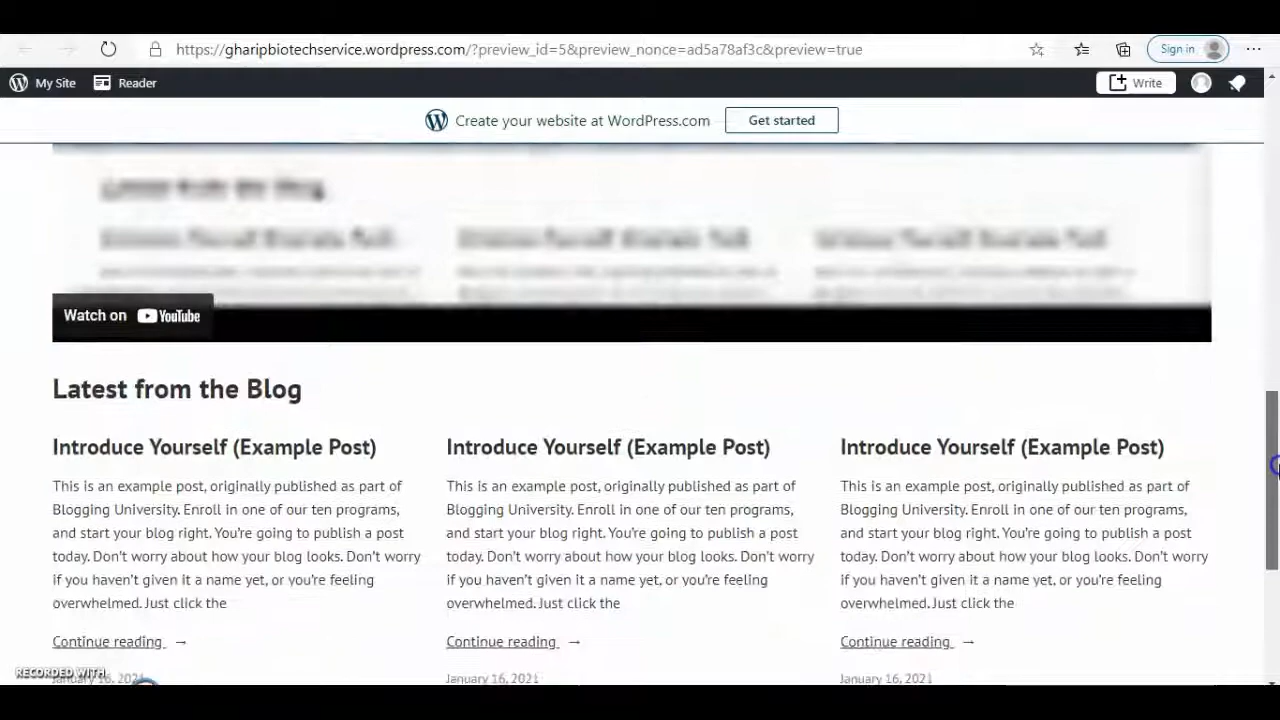 https://gharipbiotechservice.wordpress.com/?preview_id=5&preview_nonce=ad5a78af3c&preview=true
Sign in
My Site Reader Write
Create your website at WordPress.com Get started
Latest from the Blog
Watch on YouTube
Latest from the Blog
Introduce Yourself (Example Post)
This is an example post, originally published as part of
Blogging University. Enroll in one of our ten programs,
and start your blog right. You're going to publish a post
today. Don't worry about how your blog looks. Don't worry
if you haven't given it a name yet, or you're feeling
overwhelmed. Just click the
Continue reading →
January 16, 2021
Introduce Yourself (Example Post)
This is an example post, originally published as part of
Blogging University. Enroll in one of our ten programs,
and start your blog right. You're going to publish a post
today. Don't worry about how your blog looks. Don't worry
if you haven't given it a name yet, or you're feeling
overwhelmed. Just click the
Continue reading →
January 16, 2021
Introduce Yourself (Example Post)
This is an example post, originally published as part of
Blogging University. Enroll in one of our ten programs,
and start your blog right. You're going to publish a post
today. Don't worry about how your blog looks. Don't worry
if you haven't given it a name yet, or you're feeling
overwhelmed. Just click the
Continue reading →
January 16, 2021
RECORDED WITH